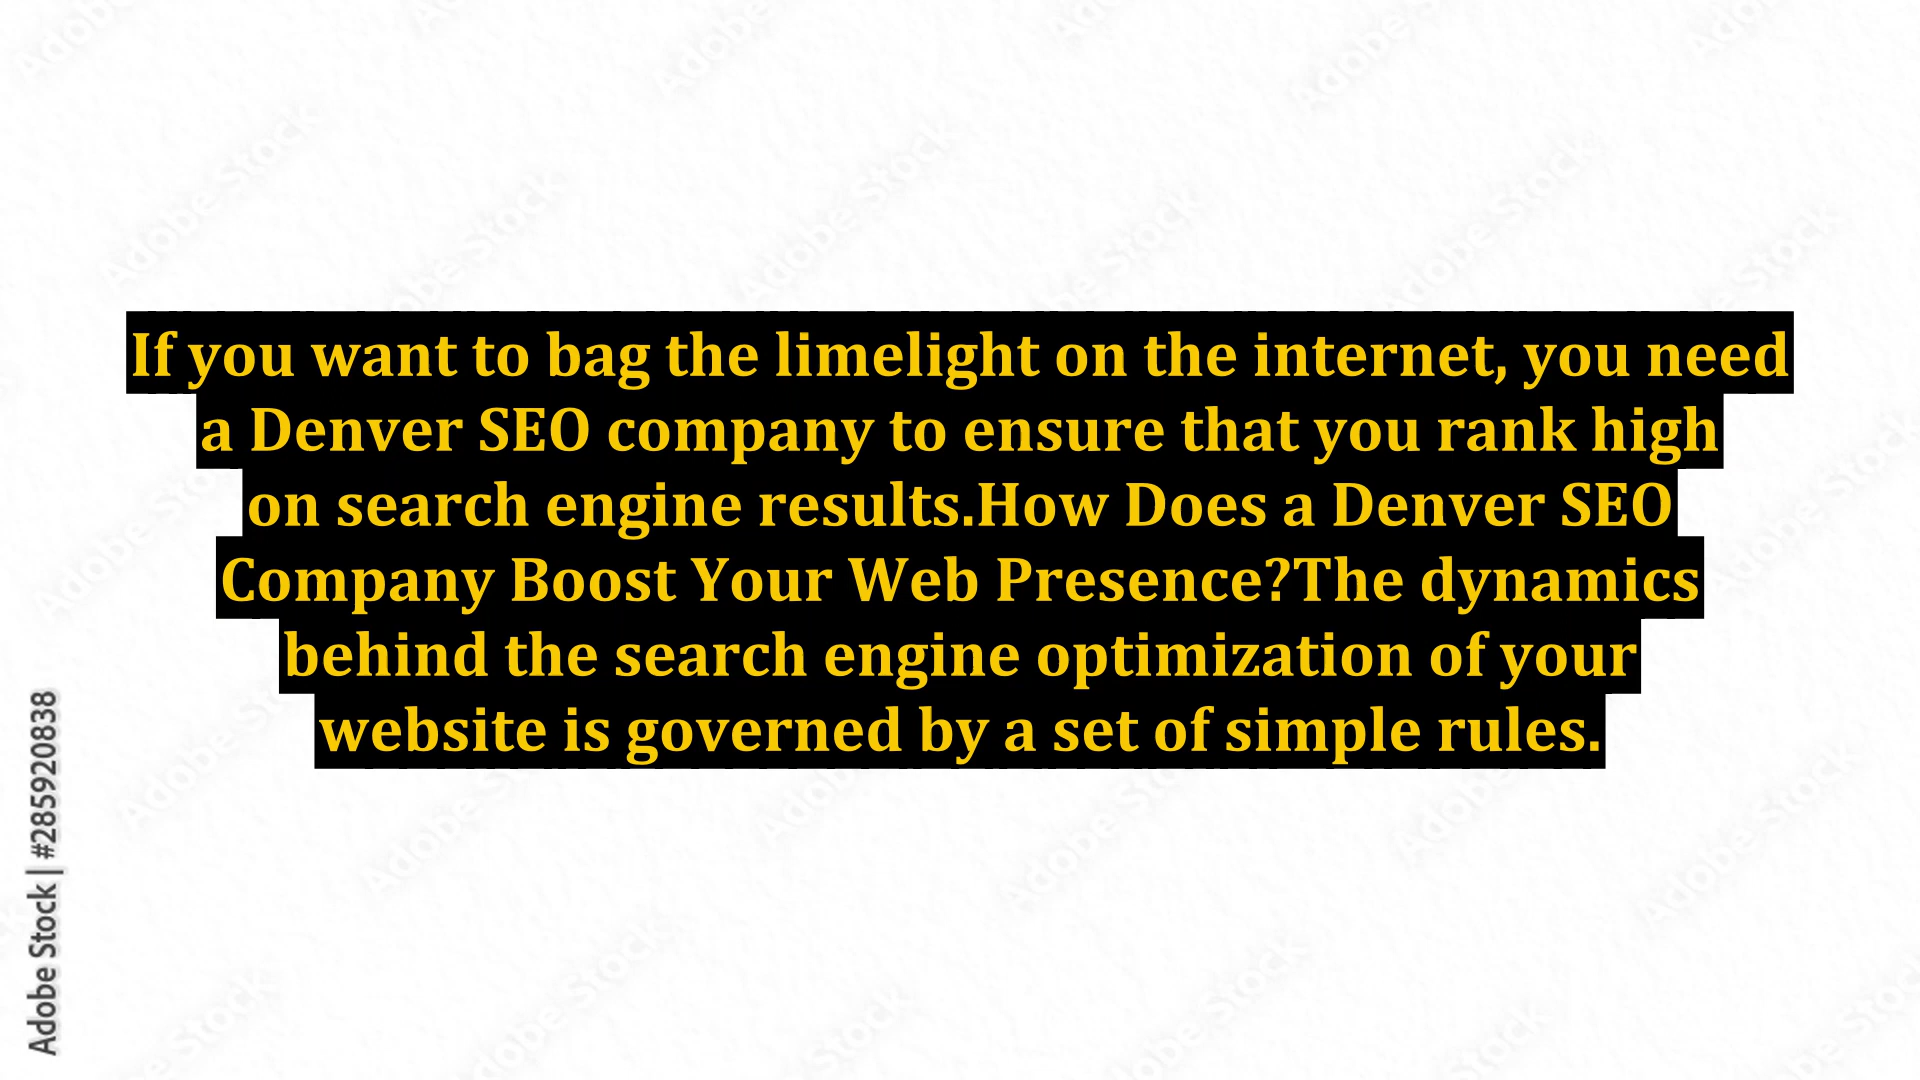 If you want to bag the limelight on the internet, you need
a Denver SEO company to ensure that you rank high
on search engine results.How Does a Denver SEO
Company Boost Your Web Presence?The dynamics
behind the search engine optimization of your
website is governed by a set of simple rules.
Adobe Stock | #285920838